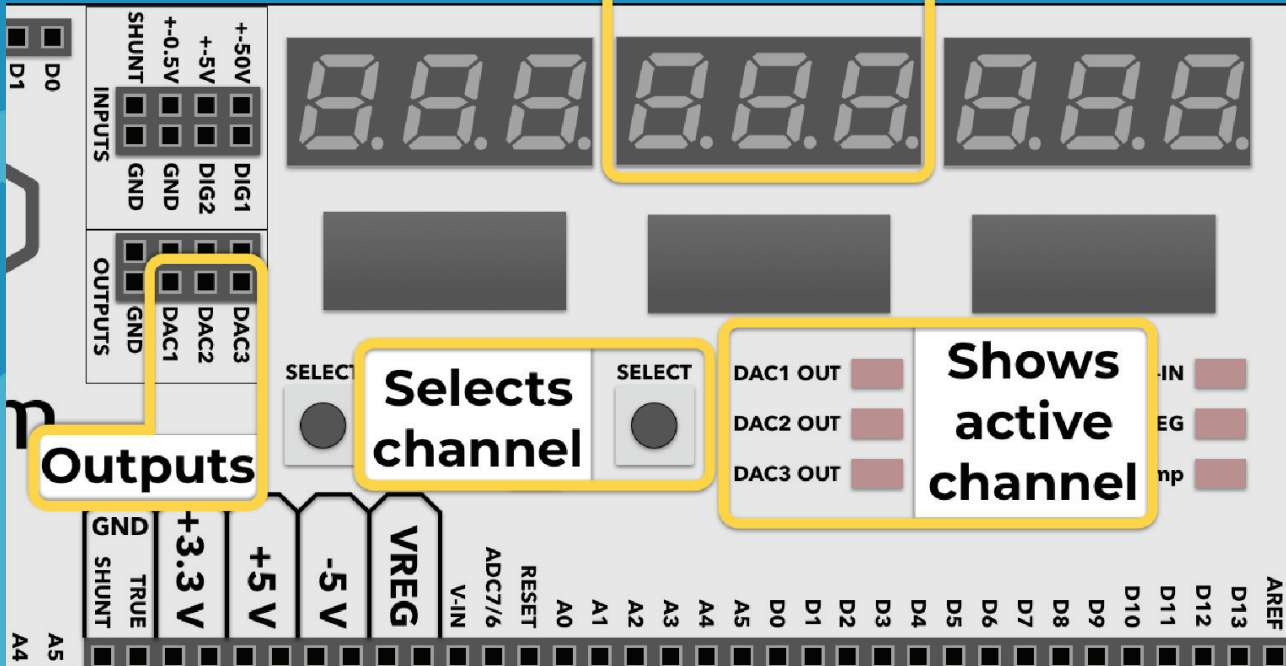 D1
D0
INPUTS
SHUNT
+-0.5V
+-5V
+-50V
GND
GND
DIG2
DIG1
OUTPUTS
GND
DAC1
DAC2
DAC3
Outputs
SELECT
Selects
channel
SELECT
DAC1 OUT
DAC2 OUT
DAC3 OUT
Shows
active
channel
-IN
EG
mp
GND
SHUNT
TRUE
+3.3 V
+5 V
-5 V
VREG
V-IN
ADC7/6
RESET
A0
A1
A2
A3
A4
A5
D0
D1
D2
D3
D4
D5
D6
D7
D8
D9
D10
D11
D12
D13
AREF
A4
A5